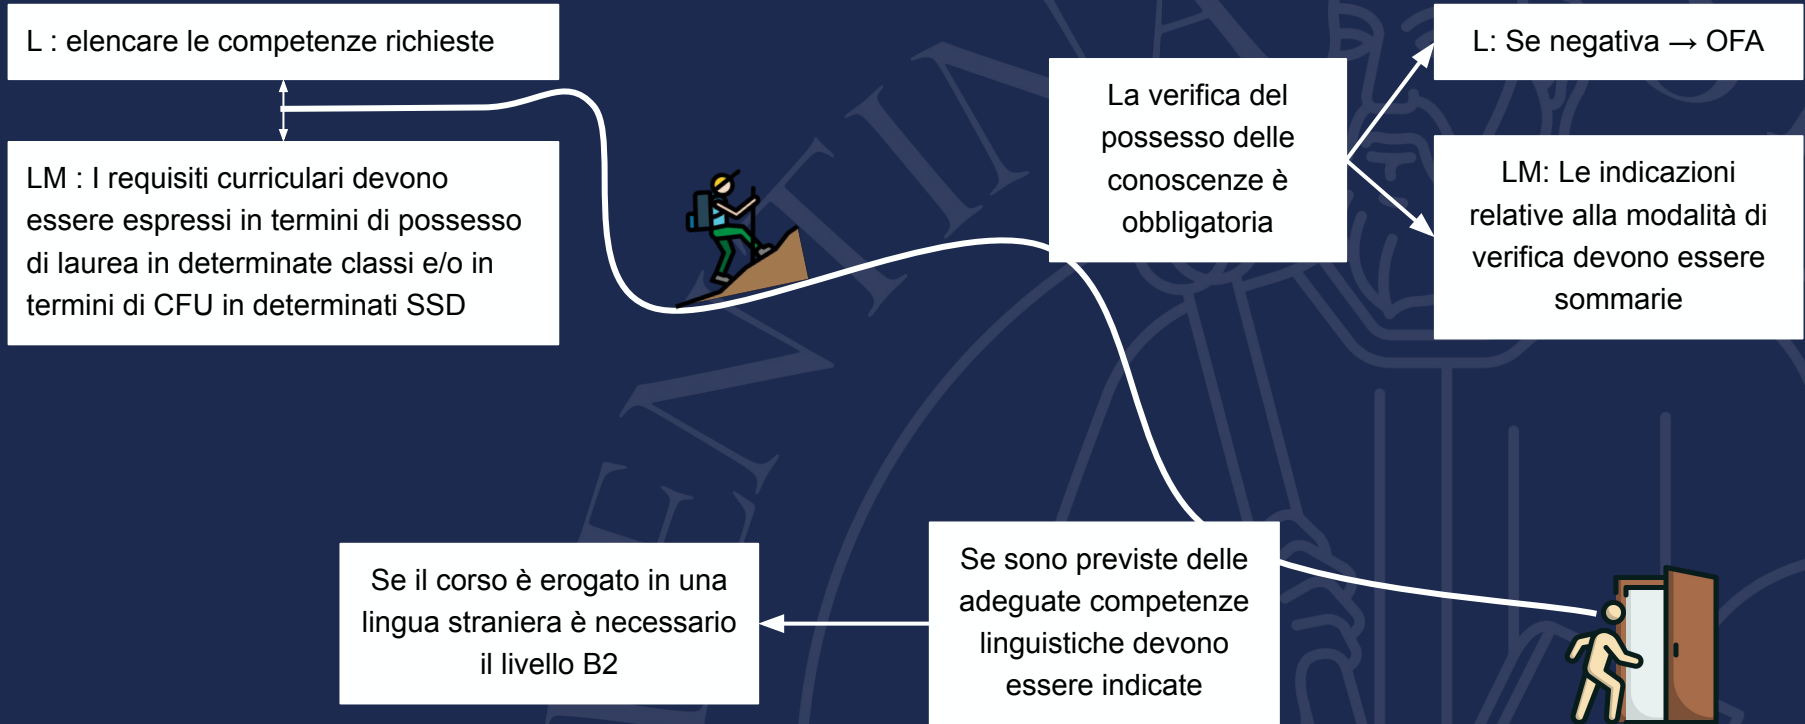 L : elencare le competenze richieste
LM : I requisiti curriculari devono
essere espressi in termini di possesso
di laurea in determinate classi e/o in
termini di CFU in determinati SSD
La verifica del
possesso delle
conoscenze è
obbligatoria
L: Se negativa → OFA
LM: Le indicazioni
relative alla modalità di
verifica devono essere
sommarie
Se sono previste delle
adeguate competenze
linguistiche devono
essere indicate
Se il corso è erogato in una
lingua straniera è necessario
il livello B2
ENTINA